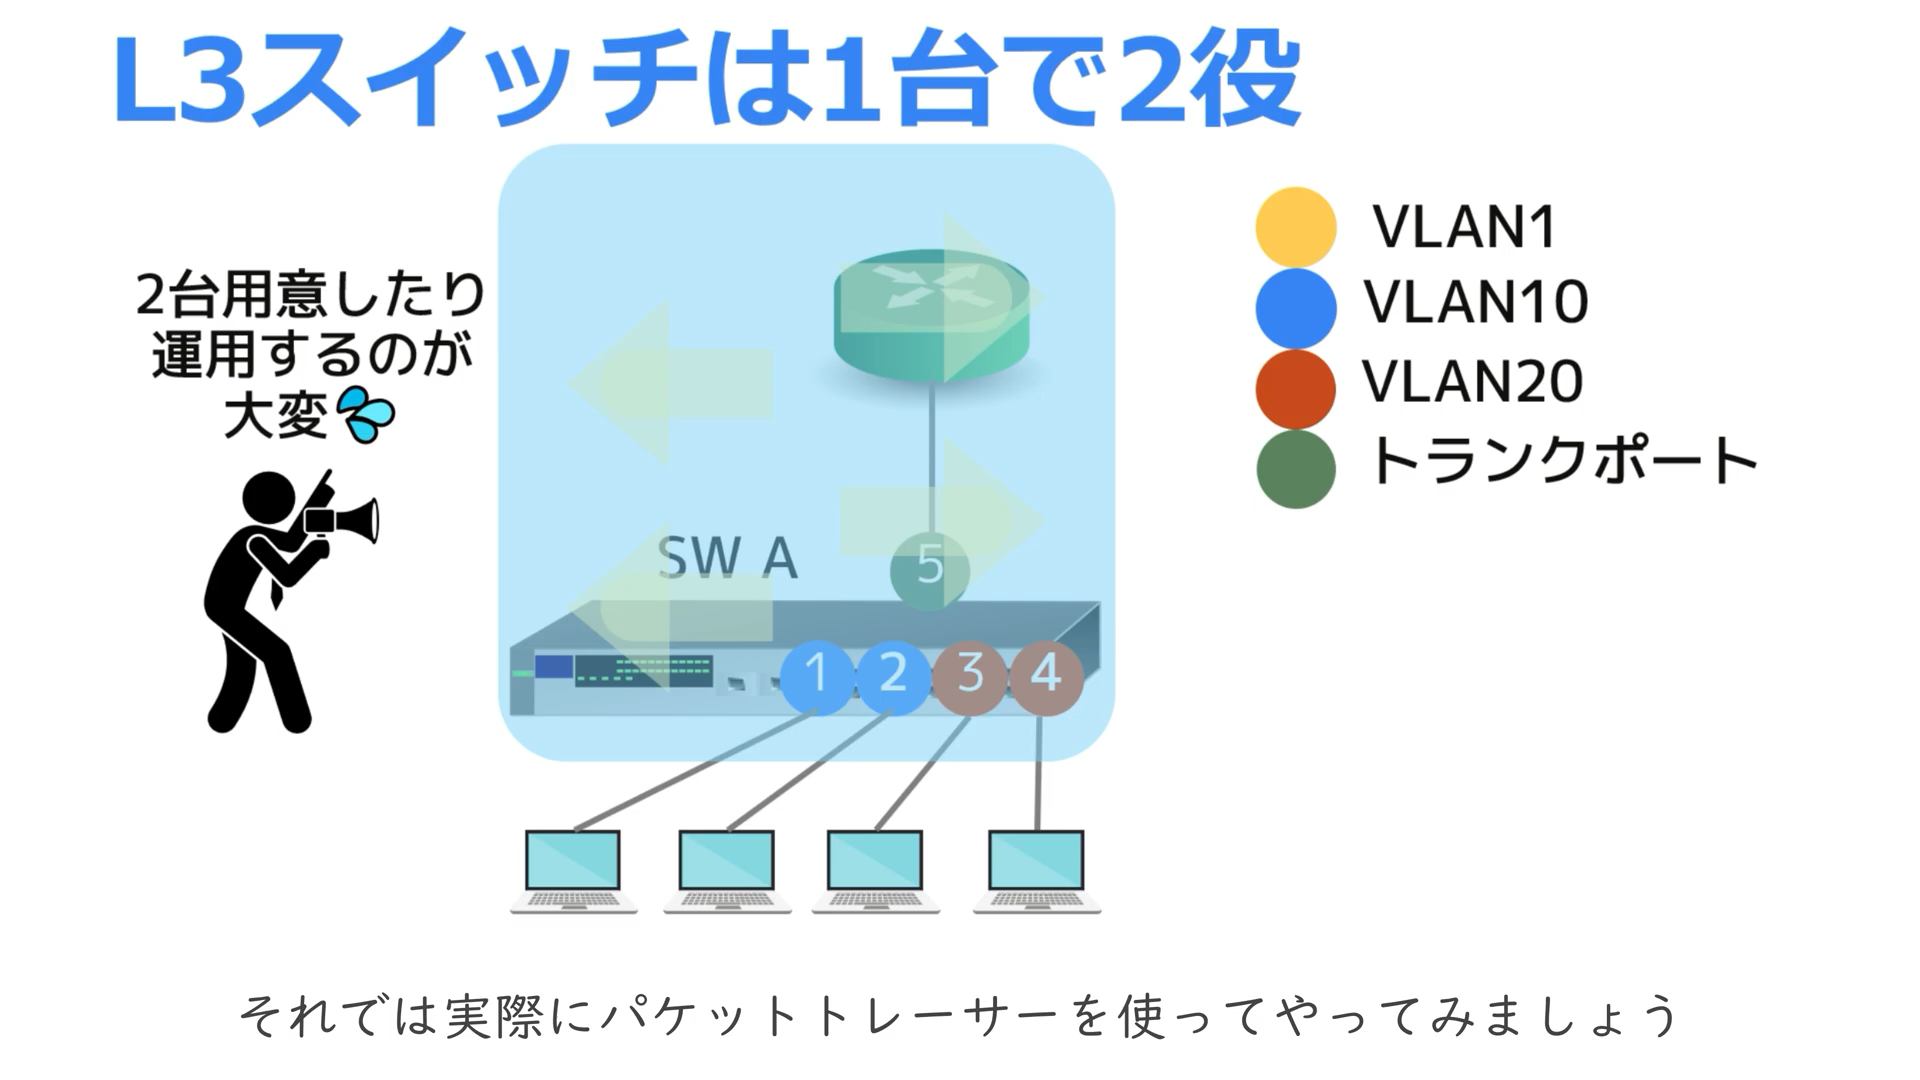 L3スイッチは1台で2役
2台用意したり
運用するのが
大変
VLAN1
VLAN10
VLAN20
トランクポート
SW A
5
1 2 3 4
それでは実際にパケットトレーサーを使ってやってみましょう